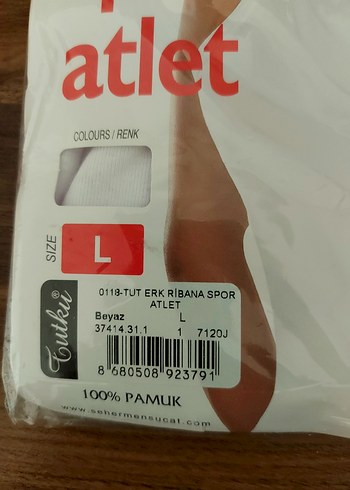 atlet
COLOURS / RENK
SIZE
L
Tutku®
0118-TUT ERK RİBANA SPOR
ATLET
Beyaz L
37414.31.1 1 7120J
8 680508 923791
100% PAMUK
www.sehermensucat.com